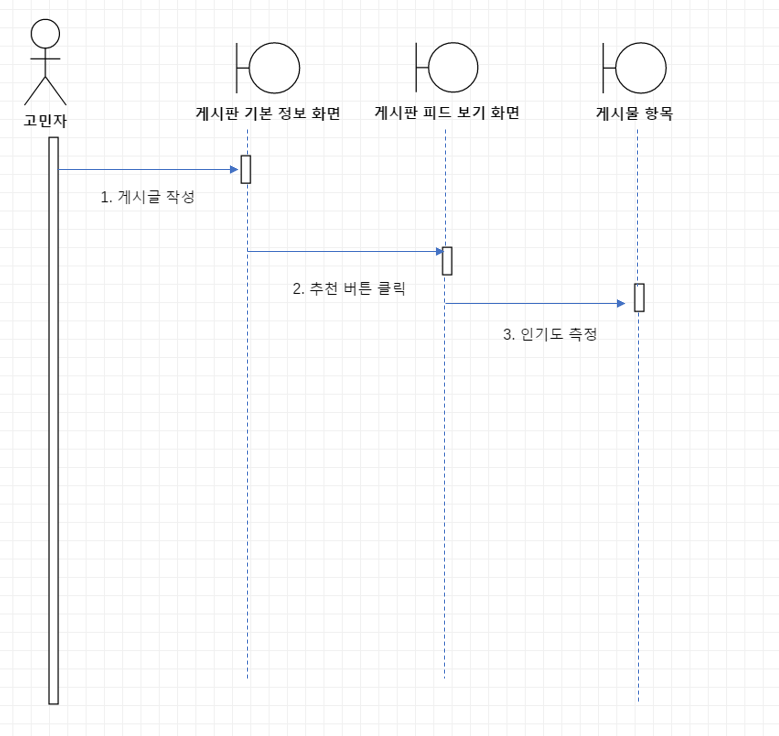 고민자
게시판 기본 정보 화면
게시판 피드 보기 화면
게시물 항목
1. 게시글 작성
2. 추천 버튼 클릭
3. 인기도 측정